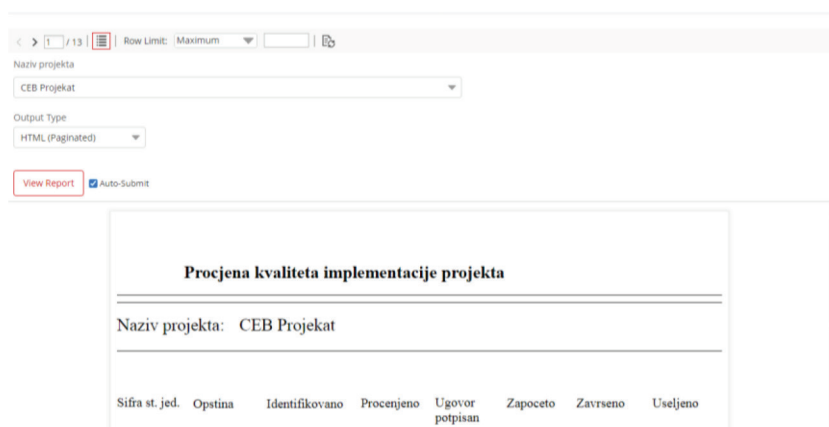 1 / 13 Row Limit: Maximum
Naziv projekta
CEB Projekat
Output Type
HTML (Paginated)
View Report Auto-Submit
Procjena kvaliteta implementacije projekta
Naziv projekta: CEB Projekat
Sifra st. jed. Opstina Identifikovano Procenjeno Ugovor Zapoceto Zavrseno Useljeno
potpisan